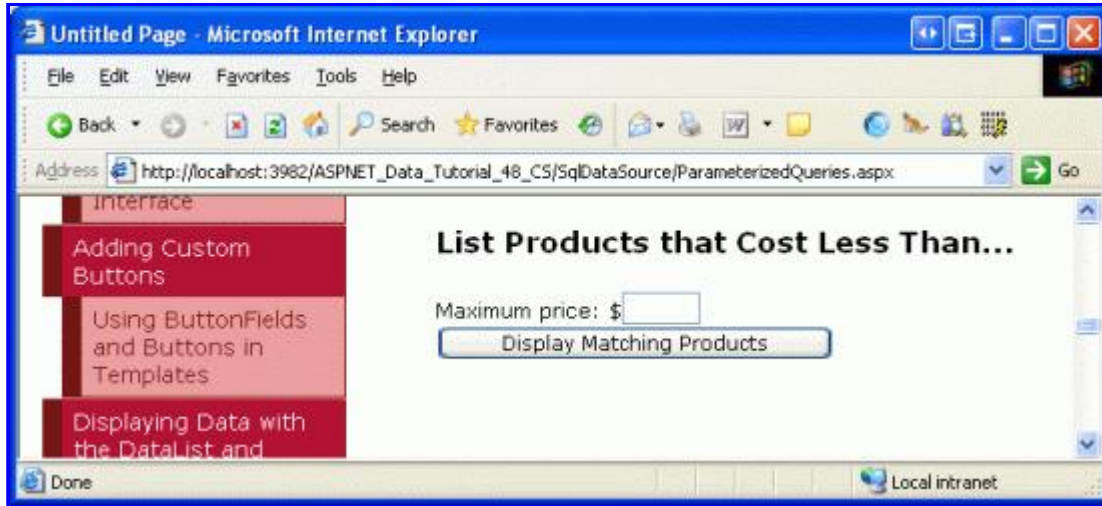 Untitled Page - Microsoft Internet Explorer
File Edit View Favorites Tools Help
Back Search Favorites
Address http://localhost:3982/ASPNET_Data_Tutorial_48_CS/SqlDataSource/ParameterizedQueries.aspx Go
Interface
Adding Custom
Buttons
Using ButtonFields
and Buttons in
Templates
Displaying Data with
the DataList and
List Products that Cost Less Than...
Maximum price: $
Display Matching Products
Done
Local intranet